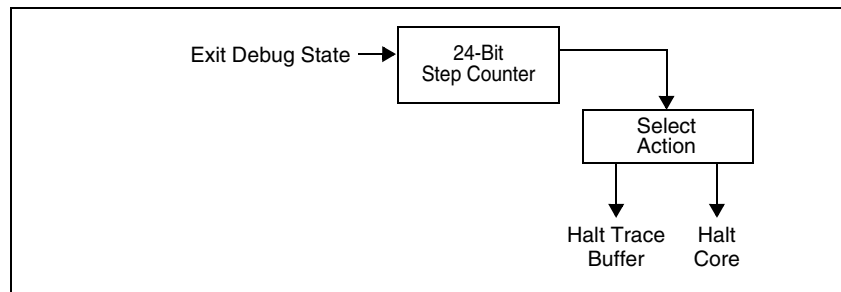 Exit Debug State
24-Bit
Step Counter
Select
Action
Halt Trace
Buffer
Halt
Core